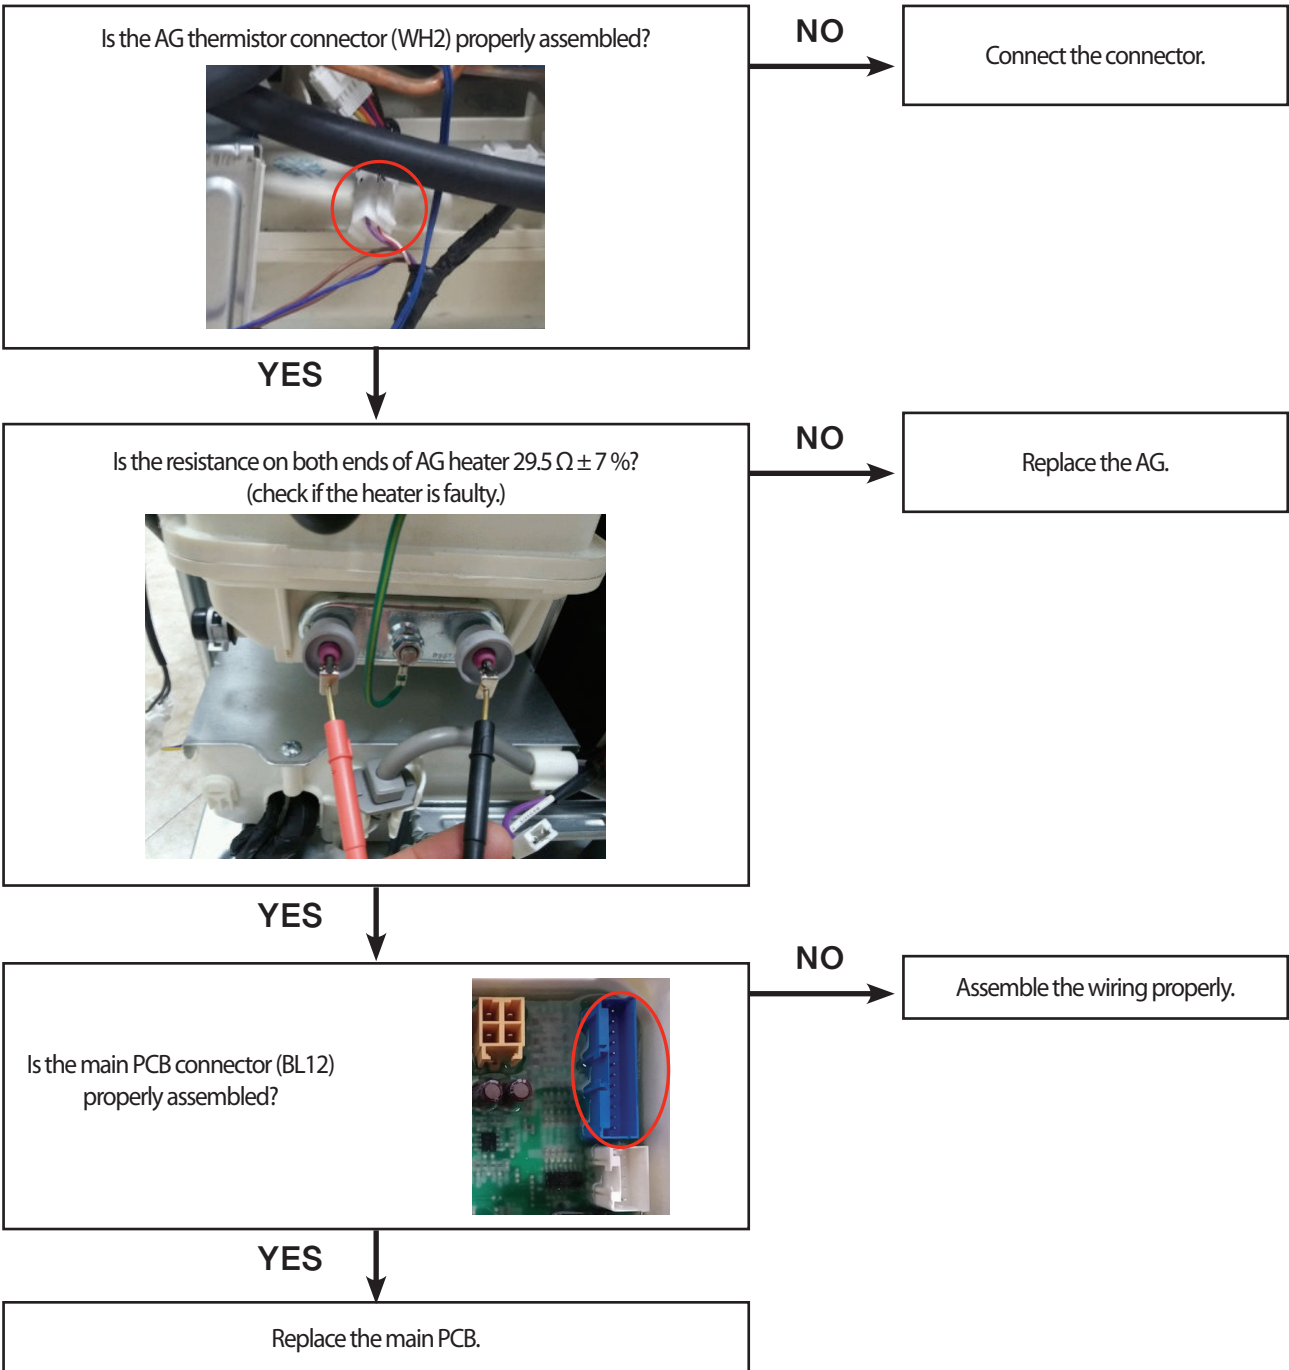 Is the AG thermistor connector (WH2) properly assembled?
NO
Connect the connector.
YES
Is the resistance on both ends of AG heater 29.5 Ω ± 7 %?
(check if the heater is faulty.)
NO
Replace the AG.
YES
Is the main PCB connector (BL12)
properly assembled?
NO
Assemble the wiring properly.
YES
Replace the main PCB.